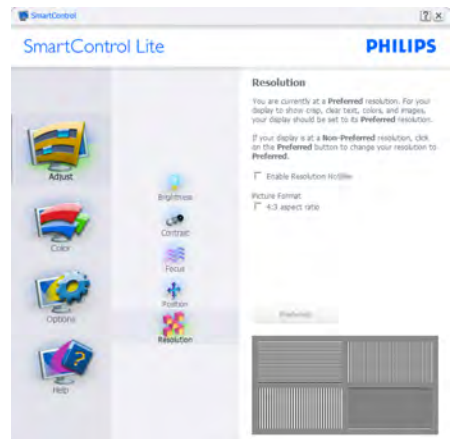 SmartControl
SmartControl Lite
PHILIPS
Adjust
Color
Options
Help
Brightness
Contrast
Focus
Position
Resolution
Resolution
You are currently at a Preferred resolution. For your
display to show crisp, clear text, colors, and images,
your display should be set to its Preferred resolution.
If your display is at a Non-Preferred resolution, click
on the Preferred button to change your resolution to
Preferred.
Enable Resolution Notifier
Picture Format
4:3 aspect ratio
Preferred